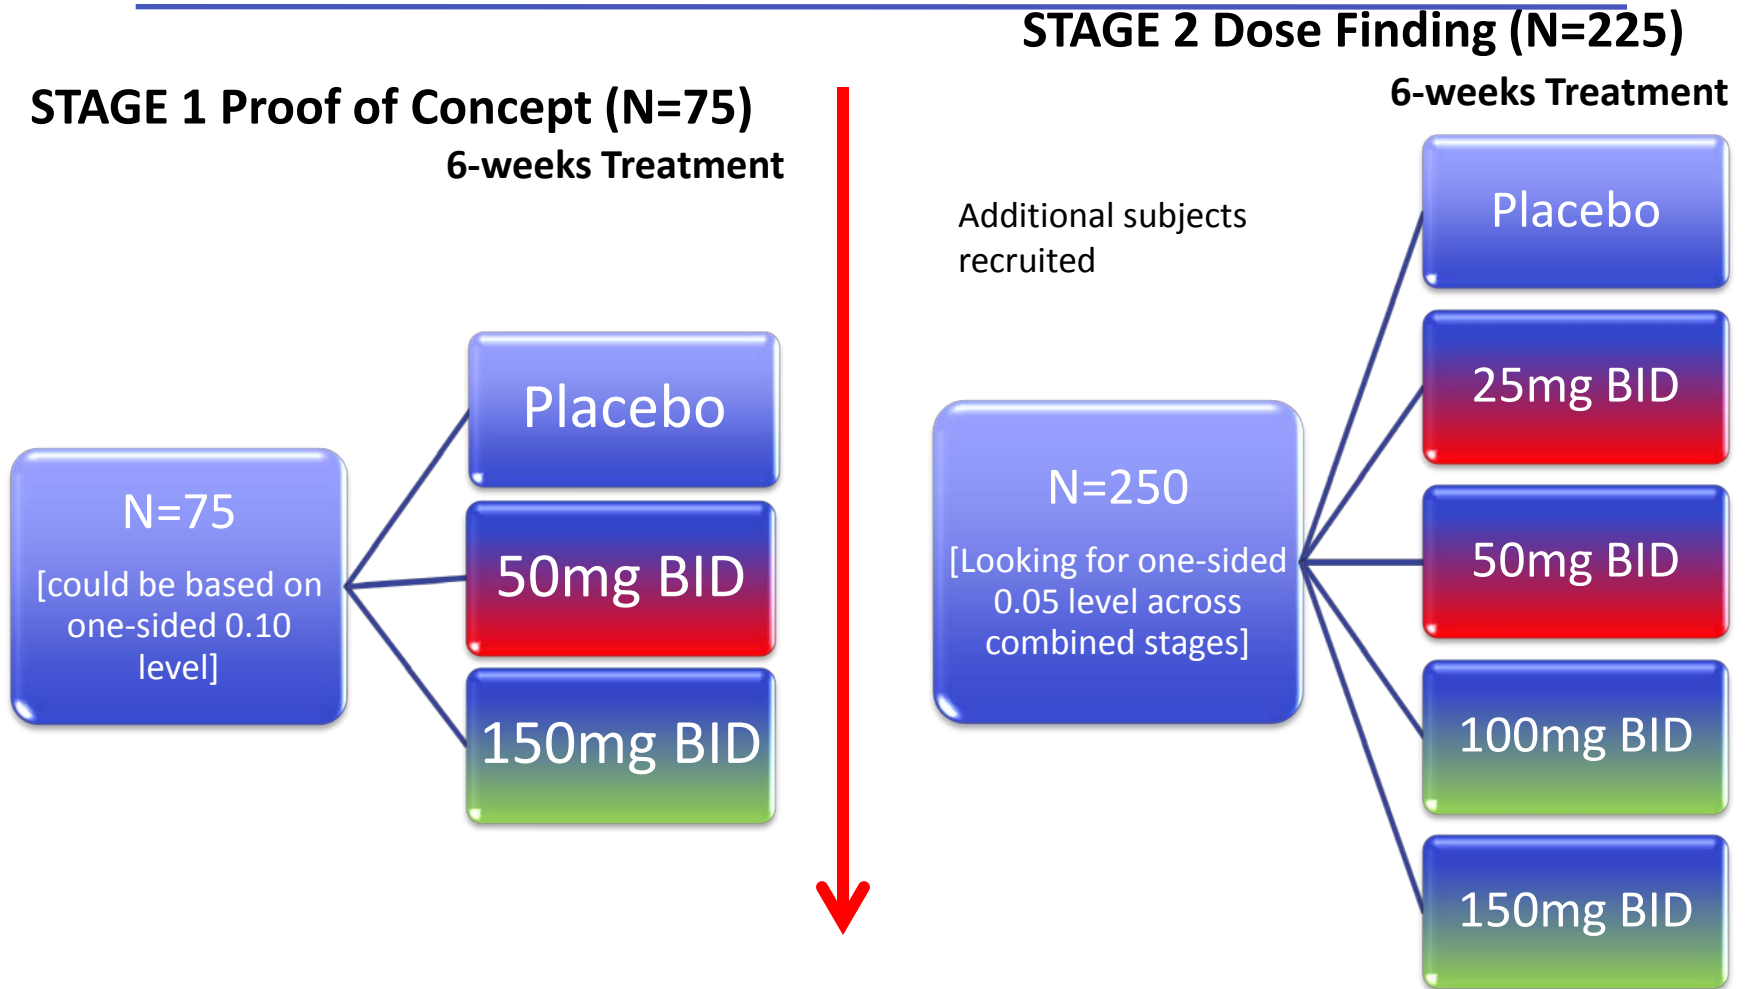 STAGE 1 Proof of Concept (N=75)
6-weeks Treatment
N=75
[could be based on
one-sided 0.10
level]
Placebo
50mg BID
150mg BID
STAGE 2 Dose Finding (N=225)
6-weeks Treatment
Additional subjects
recruited
N=250
[Looking for one-sided
0.05 level across
combined stages]
Placebo
25mg BID
50mg BID
100mg BID
150mg BID